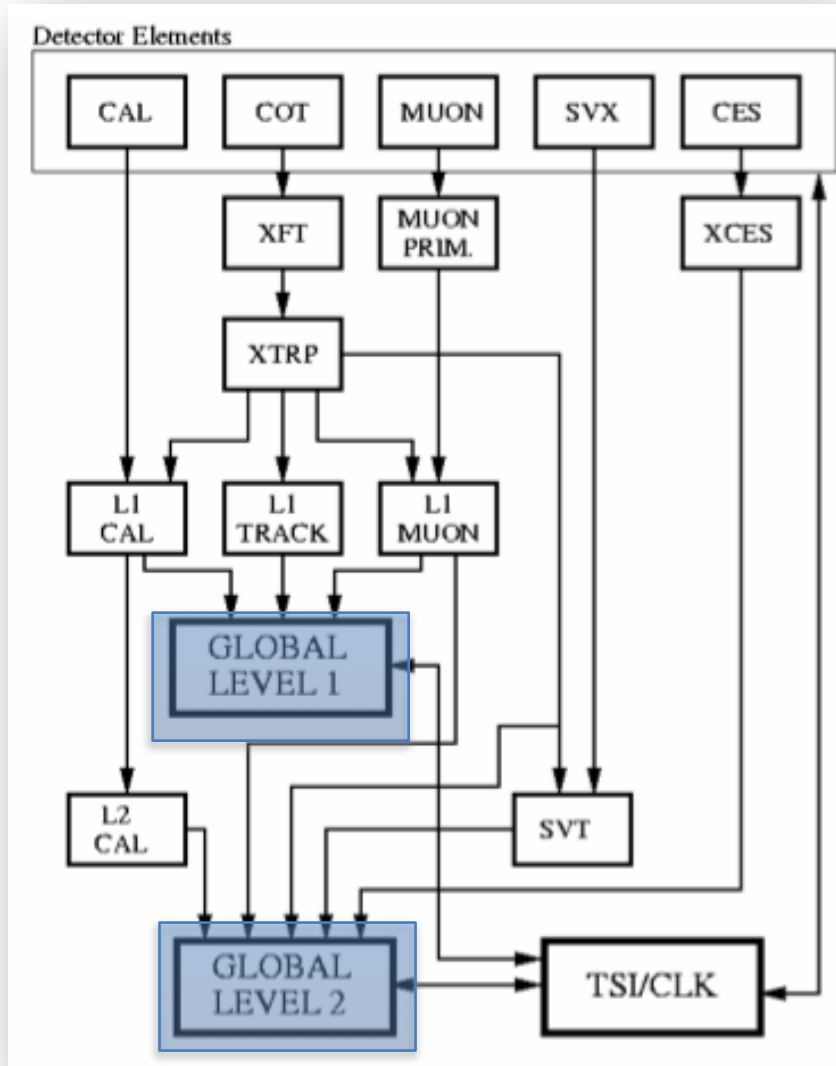 Detector Elements
CAL
COT
MUON
SVX
CES
XFT
MUON
PRIM.
XCES
XTRP
L1
CAL
L1
TRACK
L1
MUON
GLOBAL
LEVEL 1
L2
CAL
SVT
GLOBAL
LEVEL 2
TSI/CLK